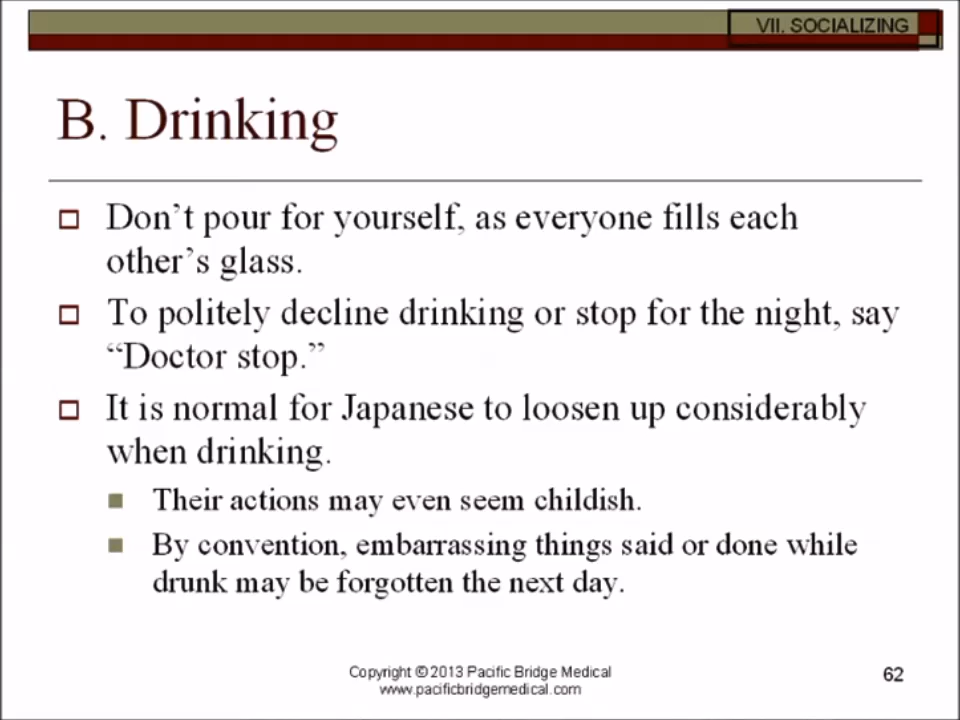 VII. SOCIALIZING
B. Drinking
Don’t pour for yourself, as everyone fills each
other’s glass.
To politely decline drinking or stop for the night, say
“Doctor stop.”
It is normal for Japanese to loosen up considerably
when drinking.
Their actions may even seem childish.
By convention, embarrassing things said or done while
drunk may be forgotten the next day.
Copyright © 2013 Pacific Bridge Medical
www.pacificbridgemedical.com
62